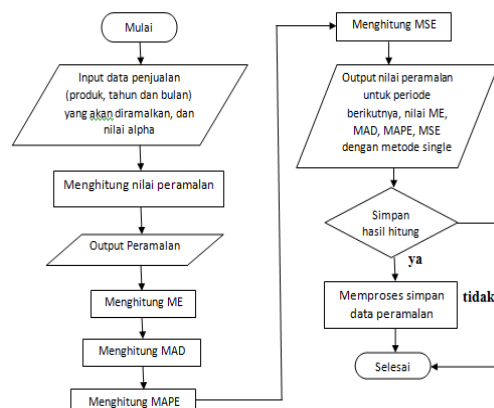 Mulai
Input data penjualan
(produk, tahun dan bulan)
yang akan diramalkan, dan
nilai alpha
Menghitung nilai peramalan
Output Peramalan
Menghitung ME
Menghitung MAD
Menghitung MAPE
Menghitung MSE
Output nilai peramalan
untuk periode
berikutnya, nilai ME,
MAD, MAPE, MSE
dengan metode single
Simpan
hasil hitung
ya
Memproses simpan
data peramalan
tidak
Selesai